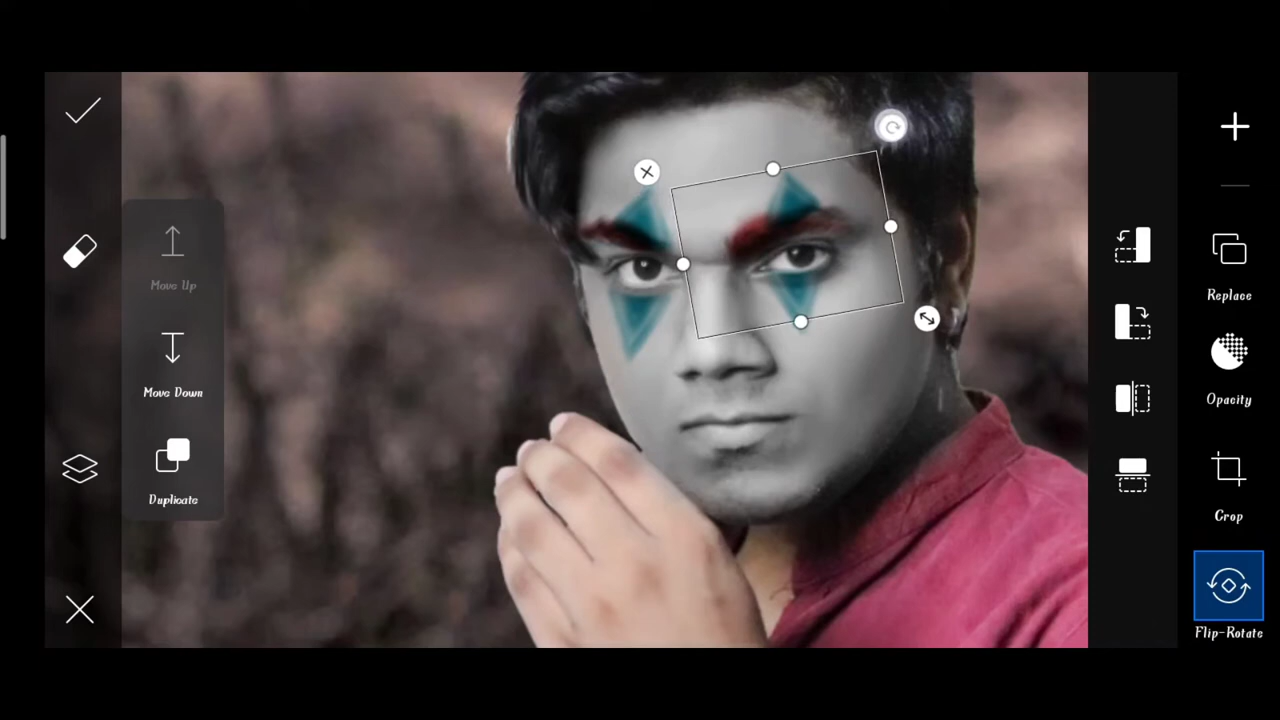 Move Up
Move Down
Duplicate
Replace
Opacity
Crop
Flip-Rotate